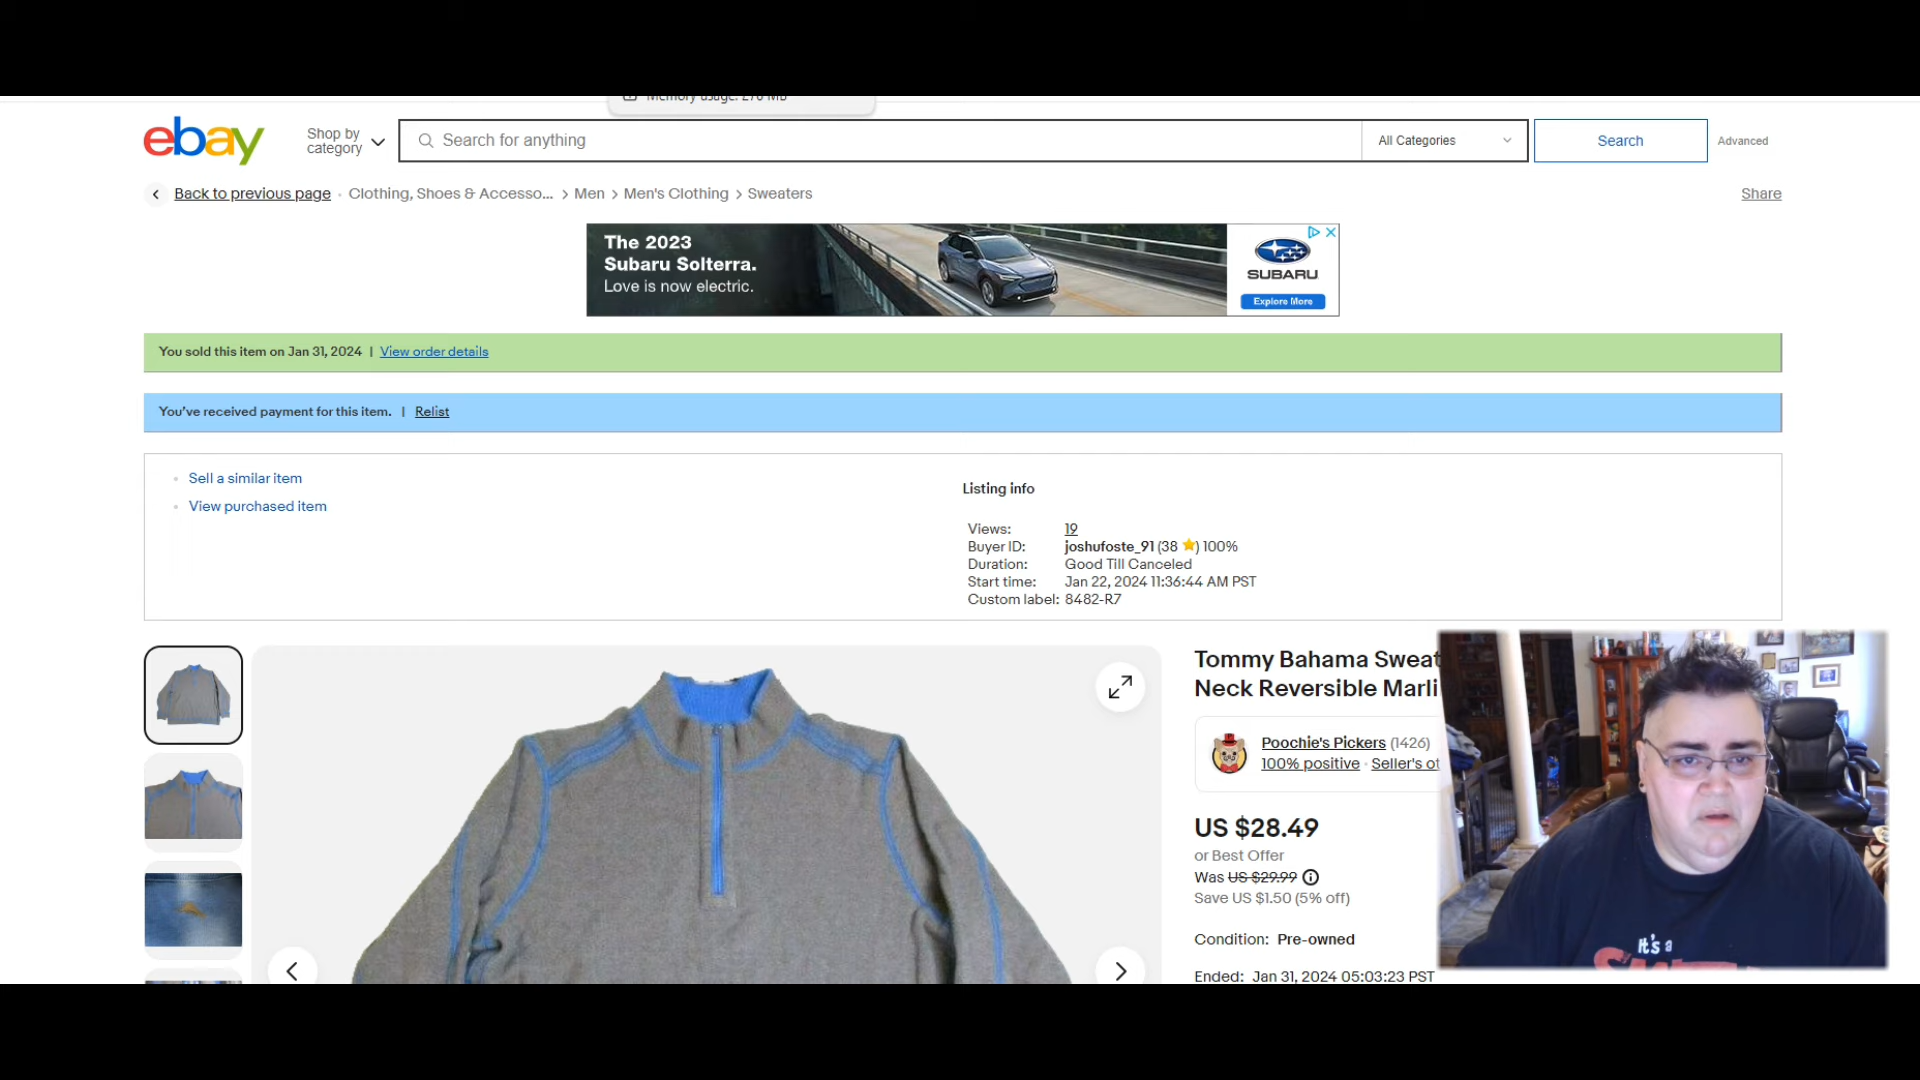 ebay
Shop by
category
Search for anything
All Categories
Search
Advanced
Back to previous page
Clothing, Shoes & Accesso... > Men > Men's Clothing > Sweaters
Share
The 2023
Subaru Solterra.
Love is now electric.
SUBARU
Explore More
You sold this item on Jan 31, 2024 | View order details
You've received payment for this item. | Relist
Sell a similar item
View purchased item
Listing info
Views: 19
Buyer ID: joshufoste_91 (38 ) 100%
Duration: Good Till Canceled
Start time: Jan 22, 2024 11:36:44 AM PST
Custom label: 8482-R7
Tommy Bahama Sweat
Neck Reversible Marli
Poochie's Pickers (1426)
100% positive · Seller's ot
US $28.49
or Best Offer
Was US $29.99
Save US $1.50 (5% off)
Condition: Pre-owned
Ended: Jan 31, 2024 05:03:23 PST
It's a